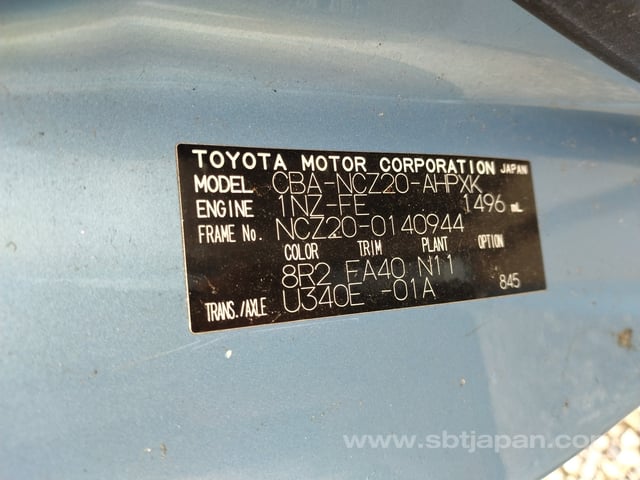 TOYOTA MOTOR CORPORATION JAPAN
MODEL CBA-NCZ20-AHPXK
ENGINE 1NZ-FE 1496 mL
FRAME No. NCZ20-0140944
COLOR TRIM PLANT OPTION
8R2 FA40 N11 845
TRANS./AXLE U340E -01A
www.sbtjapan.com